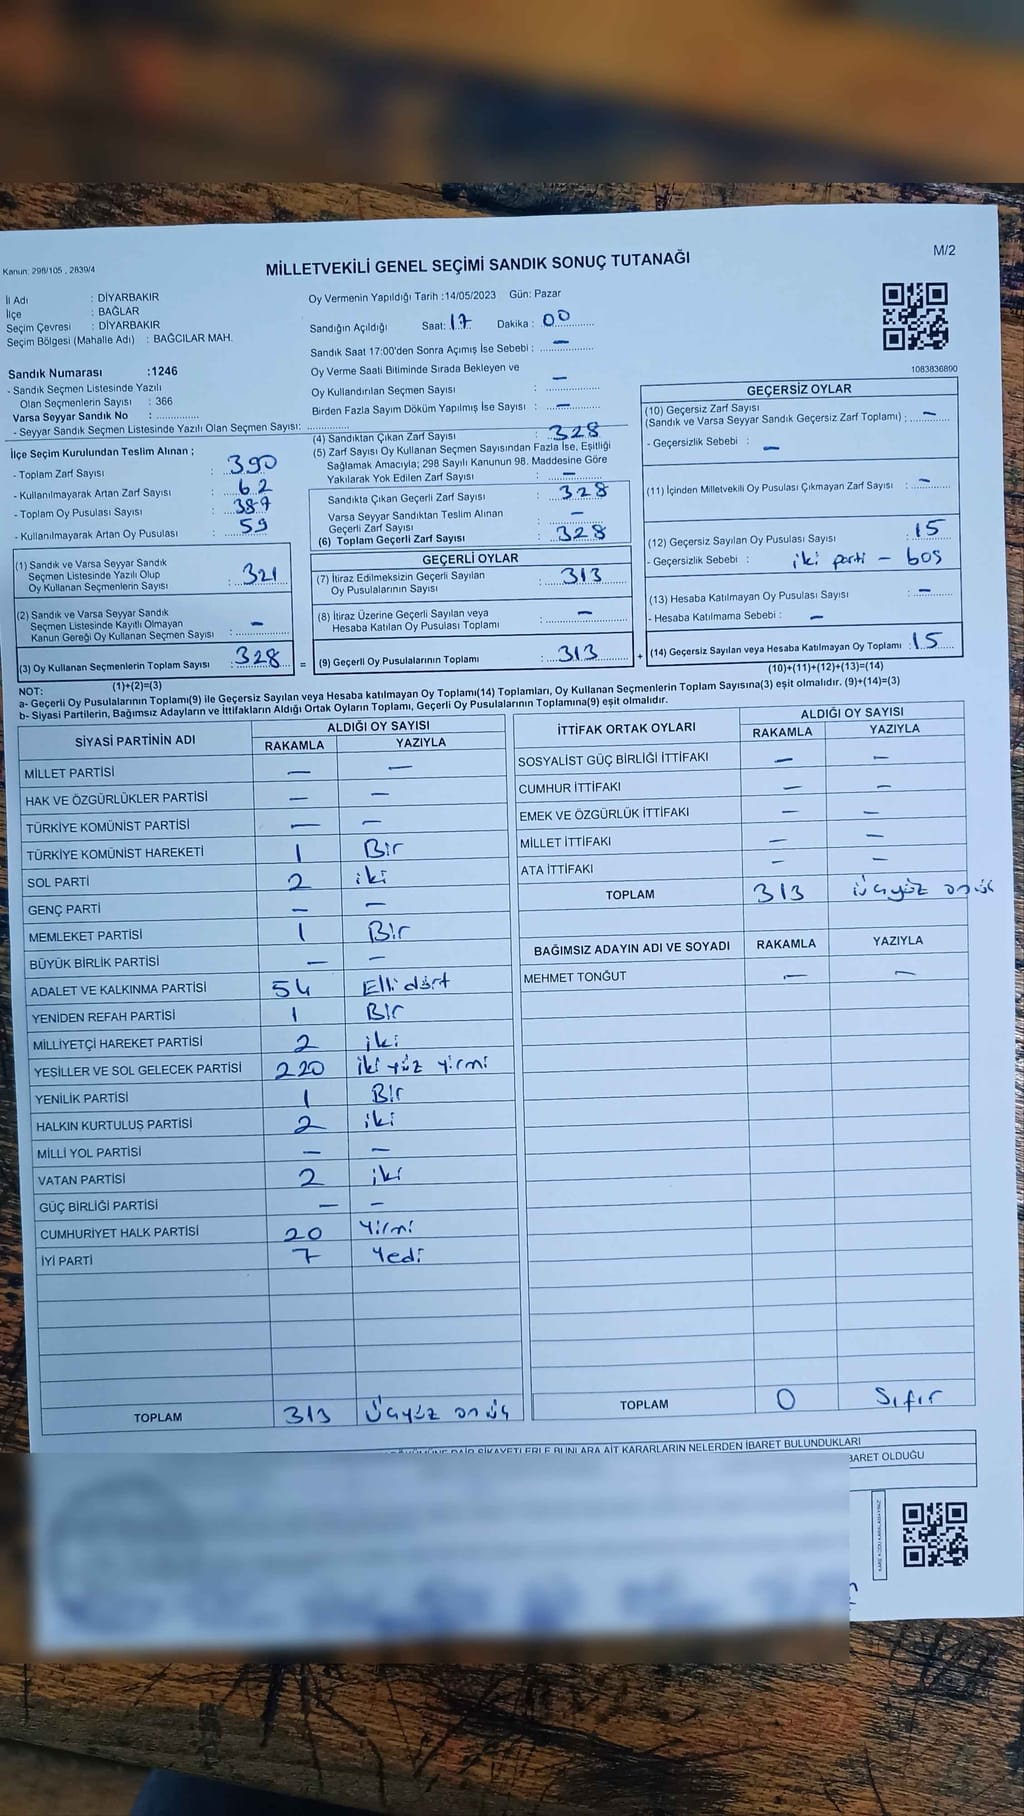 Kanun: 298/105 , 2839/4
MİLLETVEKİLİ GENEL SEÇİMİ SANDIK SONUÇ TUTANAĞI
M/2
İl Adı : DİYARBAKIR
İlçe : BAĞLAR
Seçim Çevresi : DİYARBAKIR
Seçim Bölgesi (Mahalle Adı) : BAĞCILAR MAH.
Sandık Numarası :1246
- Sandık Seçmen Listesinde Yazılı
Olan Seçmenlerin Sayısı : 366
Varsa Seyyar Sandık No : ..............
- Seyyar Sandık Seçmen Listesinde Yazılı Olan Seçmen Sayısı: ..............
Oy Vermenin Yapıldığı Tarih :14/05/2023 Gün: Pazar
Sandığın Açıldığı Saat: 17 Dakika : 00
Sandık Saat 17:00'den Sonra Açımış İse Sebebi : —
Oy Verme Saati Bitiminde Sırada Bekleyen ve
Oy Kullandırılan Seçmen Sayısı : —
Birden Fazla Sayım Döküm Yapılmış İse Sayısı : —
1083836890
İlçe Seçim Kurulundan Teslim Alınan ;
- Toplam Zarf Sayısı : 390
- Kullanılmayarak Artan Zarf Sayısı : 62
- Toplam Oy Pusulası Sayısı : 387
- Kullanılmayarak Artan Oy Pusulası : 59
(4) Sandıktan Çıkan Zarf Sayısı : 328
(5) Zarf Sayısı Oy Kullanan Seçmen Sayısından Fazla İse, Eşitliği
Sağlamak Amacıyla; 298 Sayılı Kanunun 98. Maddesine Göre
Yakılarak Yok Edilen Zarf Sayısı : —
Sandıkta Çıkan Geçerli Zarf Sayısı : 328
Varsa Seyyar Sandıktan Teslim Alınan
Geçerli Zarf Sayısı : —
(6) Toplam Geçerli Zarf Sayısı : 328
GEÇERSİZ OYLAR
(10) Geçersiz Zarf Sayısı
(Sandık ve Varsa Seyyar Sandık Geçersiz Zarf Toplamı) : —
- Geçersizlik Sebebi : —
(11) İçinden Milletvekili Oy Pusulası Çıkmayan Zarf Sayısı : —
(12) Geçersiz Sayılan Oy Pusulası Sayısı : 15
- Geçersizlik Sebebi : iki parti - boş
(13) Hesaba Katılmayan Oy Pusulası Sayısı : —
- Hesaba Katılmama Sebebi : —
(14) Geçersiz Sayılan veya Hesaba Katılmayan Oy Toplamı : 15
(10)+(11)+(12)+(13)=(14)
(1) Sandık ve Varsa Seyyar Sandık
Seçmen Listesinde Yazılı Olup
Oy Kullanan Seçmenlerin Sayısı : 321
(2) Sandık ve Varsa Seyyar Sandık
Seçmen Listesinde Kayıtlı Olmayan
Kanun Gereği Oy Kullanan Seçmen Sayısı : —
(3) Oy Kullanan Seçmenlerin Toplam Sayısı : 328 =
(1)+(2)=(3)
GEÇERLİ OYLAR
(7) İtiraz Edilmeksizin Geçerli Sayılan
Oy Pusulalarının Sayısı : 313
(8) İtiraz Üzerine Geçerli Sayılan veya
Hesaba Katılan Oy Pusulası Toplamı : —
(9) Geçerli Oy Pusulalarının Toplamı : 313 +
NOT:
a- Geçerli Oy Pusulalarının Toplamı(9) ile Geçersiz Sayılan veya Hesaba katılmayan Oy Toplamı(14) Toplamları, Oy Kullanan Seçmenlerin Toplam Sayısına(3) eşit olmalıdır. (9)+(14)=(3)
b- Siyasi Partilerin, Bağımsız Adayların ve İttifakların Aldığı Ortak Oyların Toplamı, Geçerli Oy Pusulalarının Toplamına(9) eşit olmalıdır.
SİYASİ PARTİNİN ADI ALDIĞI OY SAYISI
RAKAMLA YAZIYLA
MİLLET PARTİSİ — —
HAK VE ÖZGÜRLÜKLER PARTİSİ — —
TÜRKİYE KOMÜNİST PARTİSİ — —
TÜRKİYE KOMÜNİST HAREKETİ 1 Bir
SOL PARTİ 2 iki
GENÇ PARTİ — —
MEMLEKET PARTİSİ 1 Bir
BÜYÜK BİRLİK PARTİSİ — —
ADALET VE KALKINMA PARTİSİ 54 Elli dört
YENİDEN REFAH PARTİSİ 1 Bir
MİLLİYETÇİ HAREKET PARTİSİ 2 iki
YEŞİLLER VE SOL GELECEK PARTİSİ 220 iki yüz yirmi
YENİLİK PARTİSİ 1 Bir
HALKIN KURTULUŞ PARTİSİ 2 iki
MİLLİ YOL PARTİSİ — —
VATAN PARTİSİ 2 iki
GÜÇ BİRLİĞİ PARTİSİ — —
CUMHURİYET HALK PARTİSİ 20 Yirmi
İYİ PARTİ 7 Yedi
TOPLAM 313 Üçyüz onüç
İTTİFAK ORTAK OYLARI ALDIĞI OY SAYISI
RAKAMLA YAZIYLA
SOSYALİST GÜÇ BİRLİĞİ İTTİFAKI — —
CUMHUR İTTİFAKI — —
EMEK VE ÖZGÜRLÜK İTTİFAKI — —
MİLLET İTTİFAKI — —
ATA İTTİFAKI — —
TOPLAM 313 üçyüz onüç
BAĞIMSIZ ADAYIN ADI VE SOYADI RAKAMLA YAZIYLA
MEHMET TONĞUT — —
TOPLAM 0 Sıfır
DAİR ŞİKAYETLERLE BUNLARA AİT KARARLARIN NELERDEN İBARET BULUNDUKLARI
BARET OLDUĞU